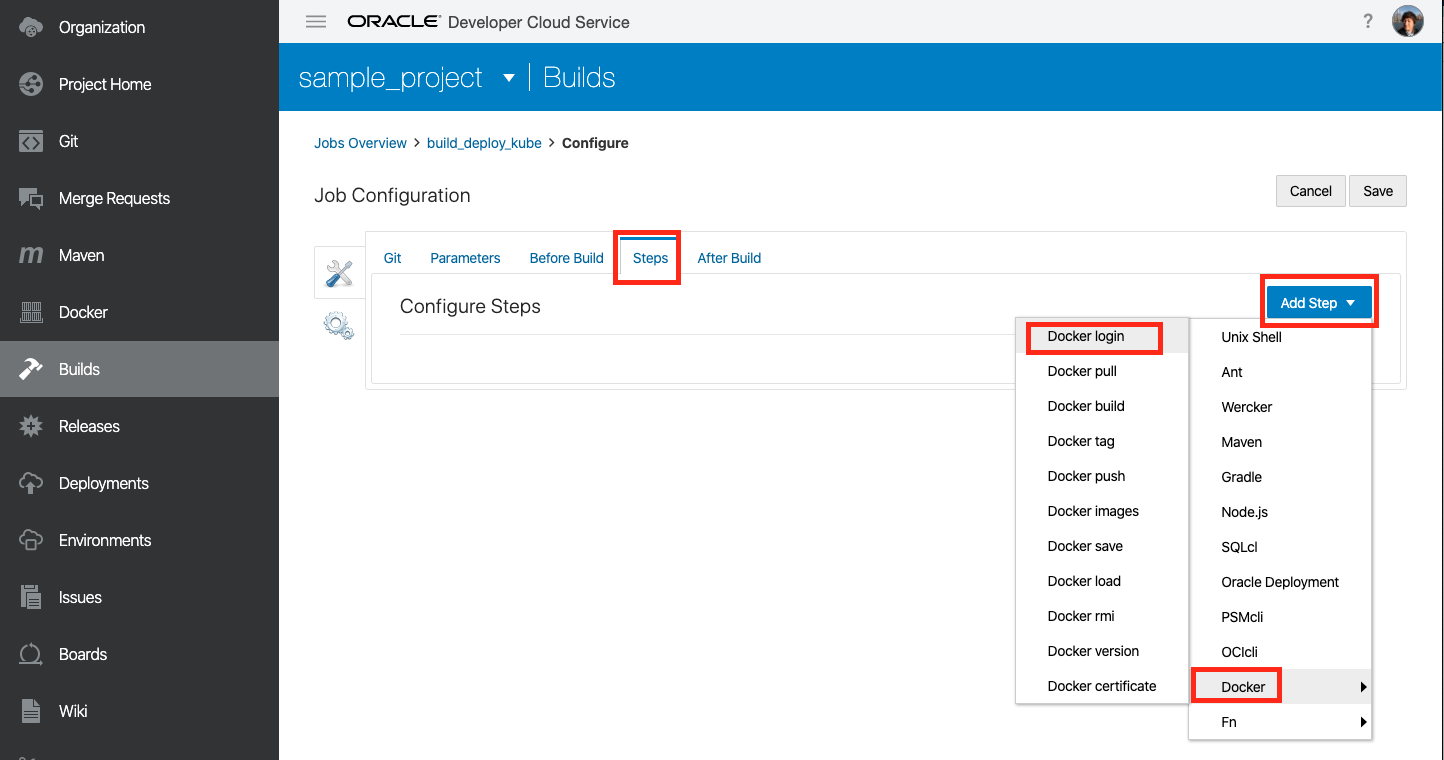 Organization
Project Home
Git
Merge Requests
m
Maven
Docker
Builds
Releases
Deployments
Environments
Issues
Boards
Wiki
ORACLE® Developer Cloud Service
?
sample_project
Builds
Jobs Overview > build_deploy_kube > Configure
Job Configuration
Cancel
Save
Git
Parameters
Before Build
Steps
After Build
Configure Steps
Add Step
Docker login
Docker pull
Docker build
Docker tag
Docker push
Docker images
Docker save
Docker load
Docker rmi
Docker version
Docker certificate
Unix Shell
Ant
Wercker
Maven
Gradle
Node.js
SQLcl
Oracle Deployment
PSMcli
OCIcli
Docker
Fn